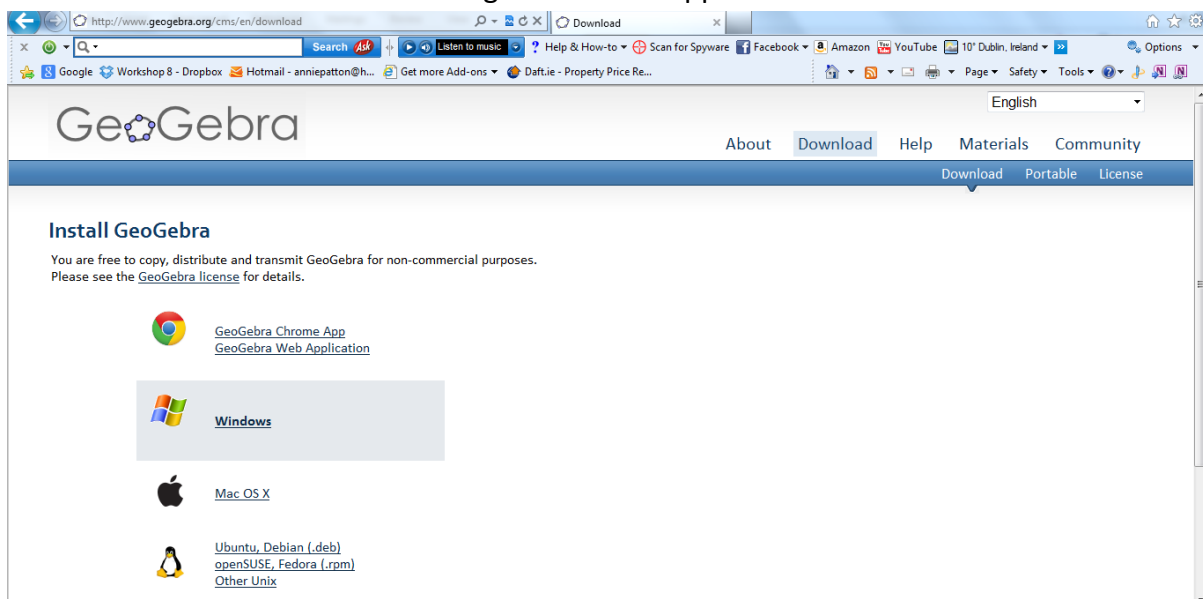 http://www.geogebra.org/cms/en/download
Download
Search Ask Listen to music ? Help & How-to Scan for Spyware Facebook Amazon YouTube 10° Dublin, Ireland Options
Google Workshop 8 - Dropbox Hotmail - anniepatton@h... Get more Add-ons Daft.ie - Property Price Re... Page Safety Tools
English
GeoGebra
About Download Help Materials Community
Download Portable License
Install GeoGebra
You are free to copy, distribute and transmit GeoGebra for non-commercial purposes.
Please see the GeoGebra license for details.
GeoGebra Chrome App
GeoGebra Web Application
Windows
Mac OS X
Ubuntu, Debian (.deb)
openSUSE, Fedora (.rpm)
Other Unix